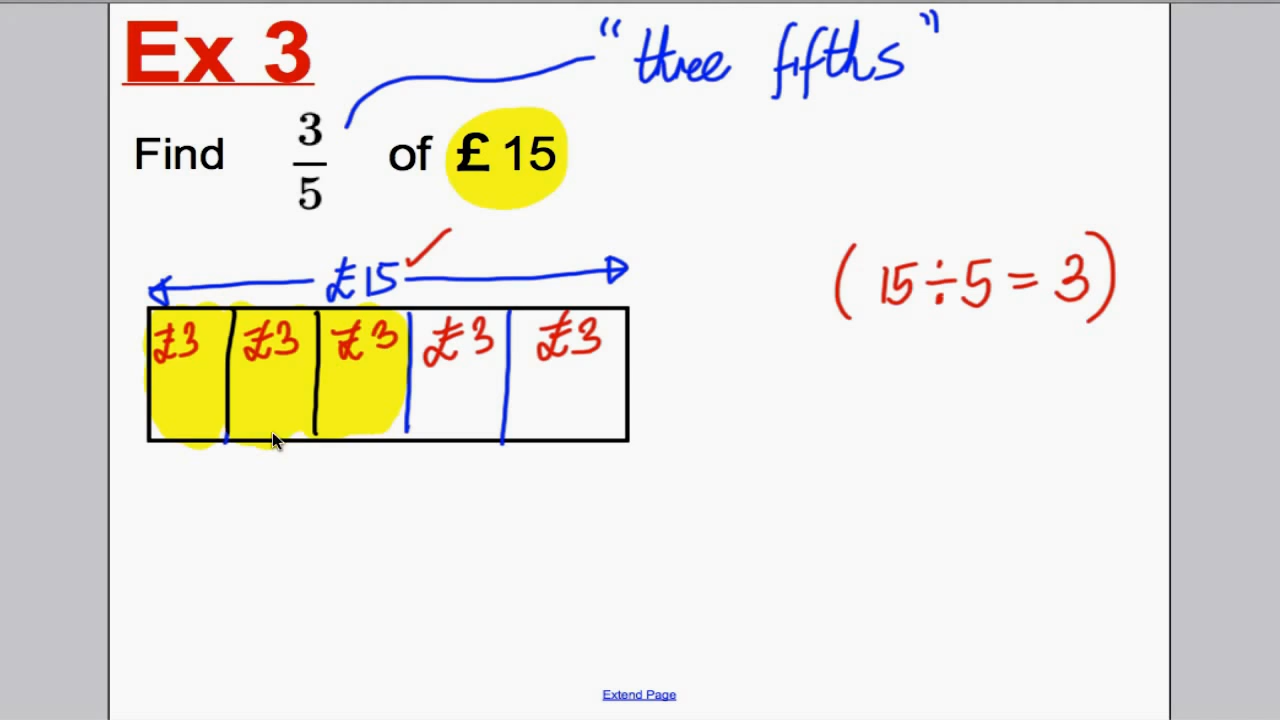 Ex 3
"three fifths"
Find 3/5 of £ 15
£15
(15÷5=3)
£3 £3 £3 £3 £3
Extend Page